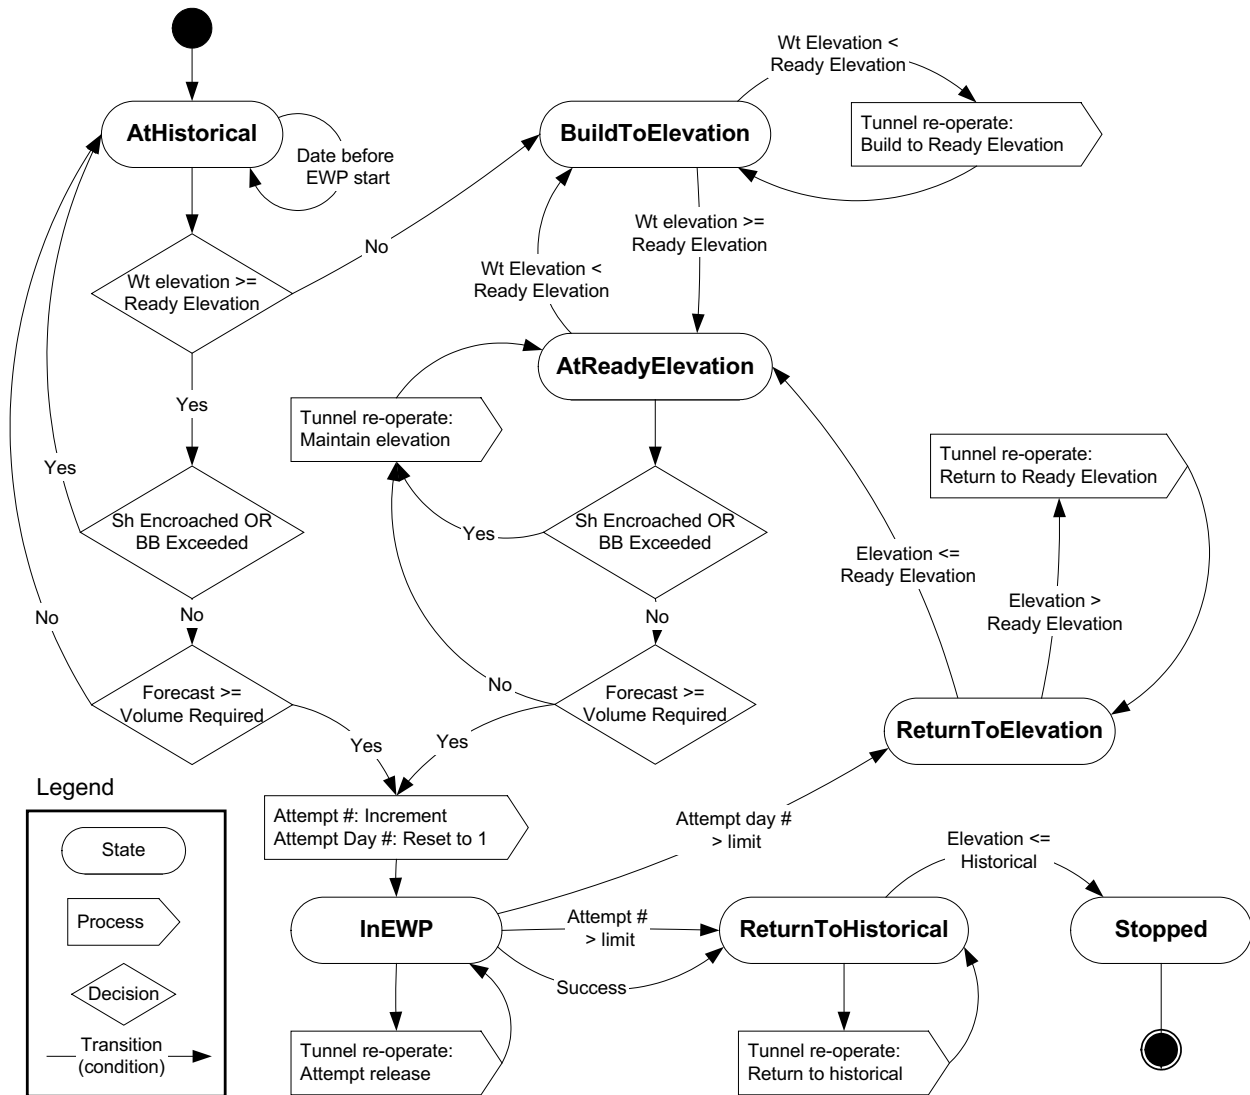 Wt Elevation <
Ready Elevation
AtHistorical
BuildToElevation
Tunnel re-operate:
Build to Ready Elevation
Date before
EWP start
Wt elevation >=
Ready Elevation
No
Wt elevation >=
Ready Elevation
Wt Elevation <
Ready Elevation
AtReadyElevation
Yes
Tunnel re-operate:
Maintain elevation
Tunnel re-operate:
Return to Ready Elevation
Yes
Sh Encroached OR
BB Exceeded
Yes
Sh Encroached OR
BB Exceeded
Elevation <=
Ready Elevation
Elevation >
Ready Elevation
No
No
No
Forecast >=
Volume Required
No
Forecast >=
Volume Required
ReturnToElevation
Yes
Yes
Legend
State
Process
Decision
Transition
(condition)
Attempt #: Increment
Attempt Day #: Reset to 1
Attempt day #
> limit
Elevation <=
Historical
InEWP
Attempt #
> limit
ReturnToHistorical
Stopped
Success
Tunnel re-operate:
Attempt release
Tunnel re-operate:
Return to historical